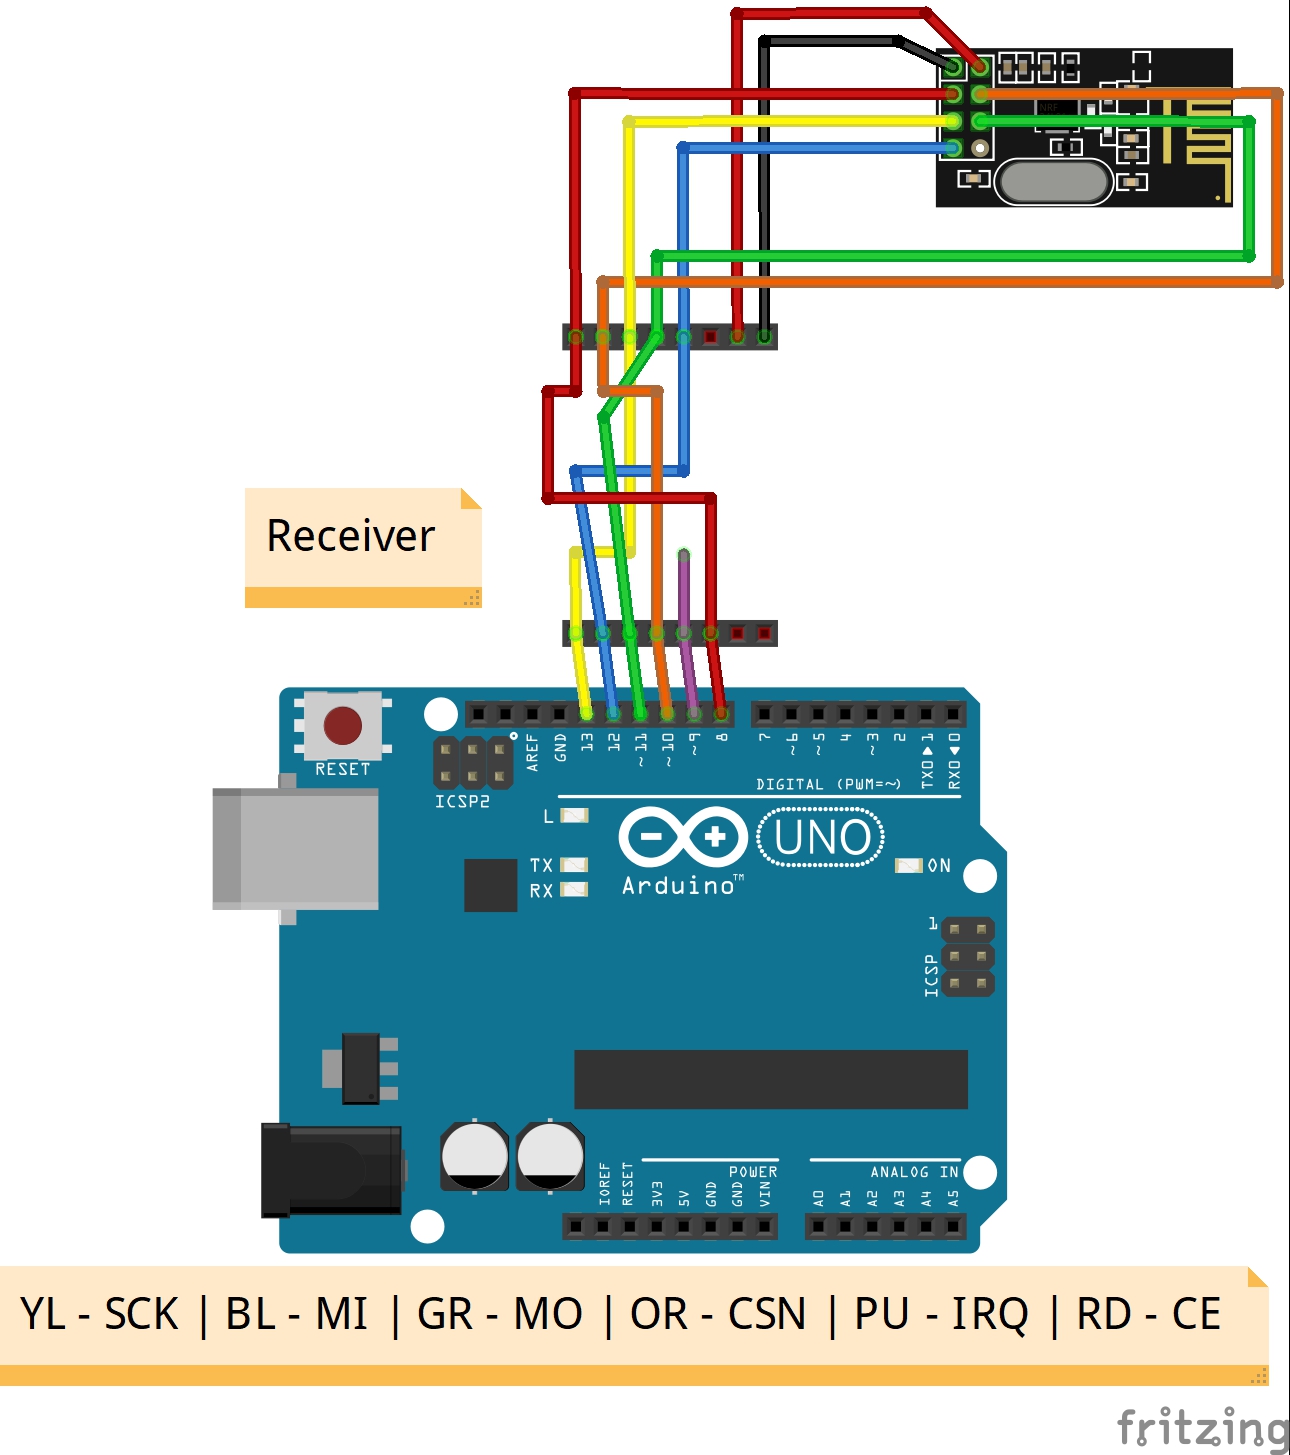 NRF
Receiver
RESET
ICSP2
AREF
GND
13
12
~11
~10
~9
8
7
~6
~5
4
~3
2
TX0▶1
RX0◀0
DIGITAL (PWM=~)
L
TX
RX
UNO
Arduino™
ON
1
ICSP
IOREF
RESET
3V3
5V
GND
GND
VIN
POWER
ANALOG IN
A0
A1
A2
A3
A4
A5
YL - SCK | BL - MI | GR - MO | OR - CSN | PU - IRQ | RD - CE
fritzing